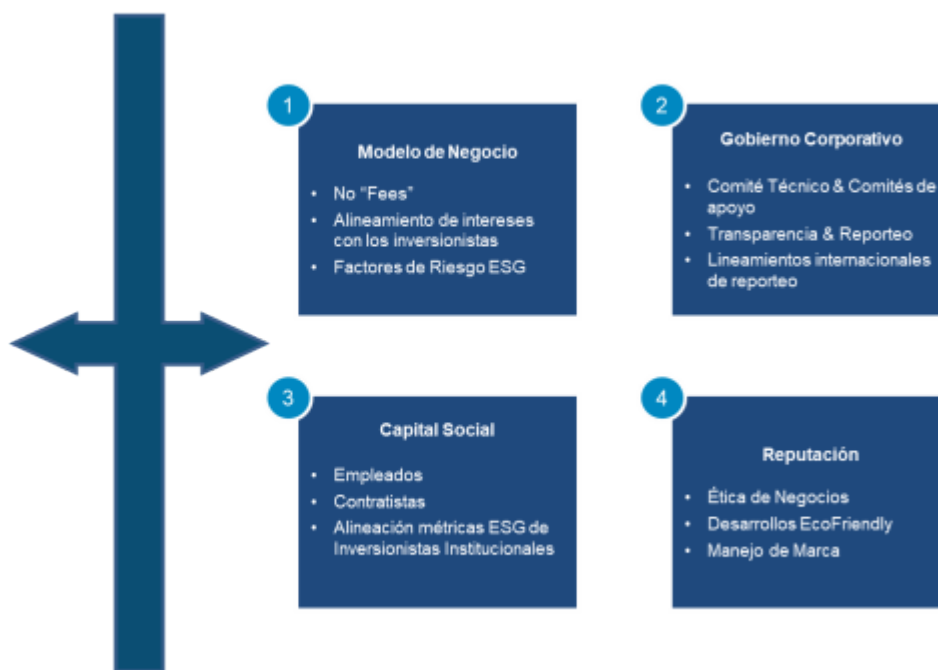 1
Modelo de Negocio
• No "Fees"
• Alineamiento de intereses
con los inversionistas
• Factores de Riesgo ESG
2
Gobierno Corporativo
• Comité Técnico & Comités de
apoyo
• Transparencia & Reporteo
• Lineamientos internacionales
de reporteo
3
Capital Social
• Empleados
• Contratistas
• Alineación métricas ESG de
Inversionistas Institucionales
4
Reputación
• Ética de Negocios
• Desarrollos EcoFriendly
• Manejo de Marca